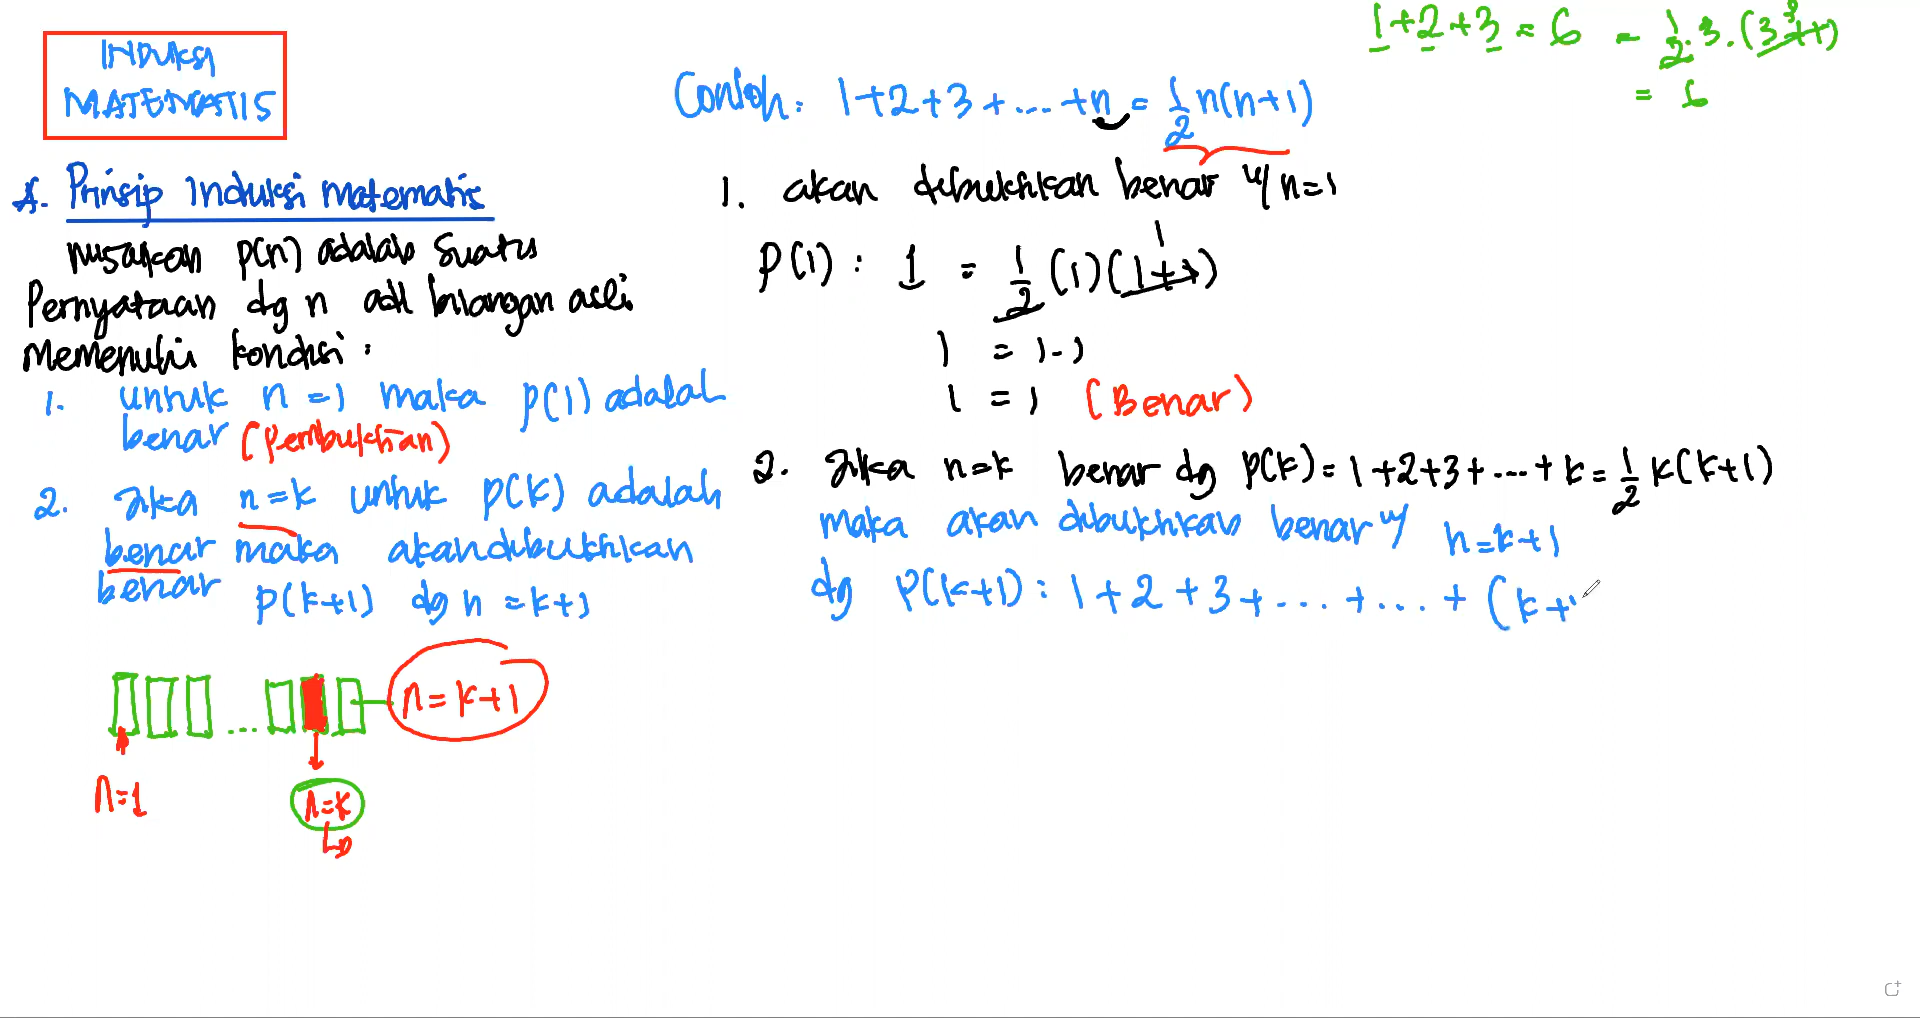 INDUKSI
MATEMATIS
A. Prinsip Induksi matematis
misalkan p(n) adalah suatu
Pernyataan dg n adl bilangan asli
Memenuhi kondisi :
1. untuk n = 1 maka p(1) adalah
benar (Pembuktian)
2. Jika n = k untuk p(k) adalah
benar maka akan dibuktikan
benar p(k+1) dg n = k+1
... n = k+1
n=1
n=k
Contoh : 1+2+3+...+n = 1/2 n(n+1)
1+2+3 = 6 = 1/2 . 3 . (3+1)
= 6
1. akan dibuktikan benar u/ n=1
P(1) : 1 = 1/2 (1)(1+1)
1 = 1.1
1 = 1 (Benar)
2. Jika n=k benar dg P(k) = 1+2+3+...+k = 1/2 k(k+1)
maka akan dibuktikan benar u/ n=k+1
dg P(k+1) : 1+2+3+...+...+(k+1